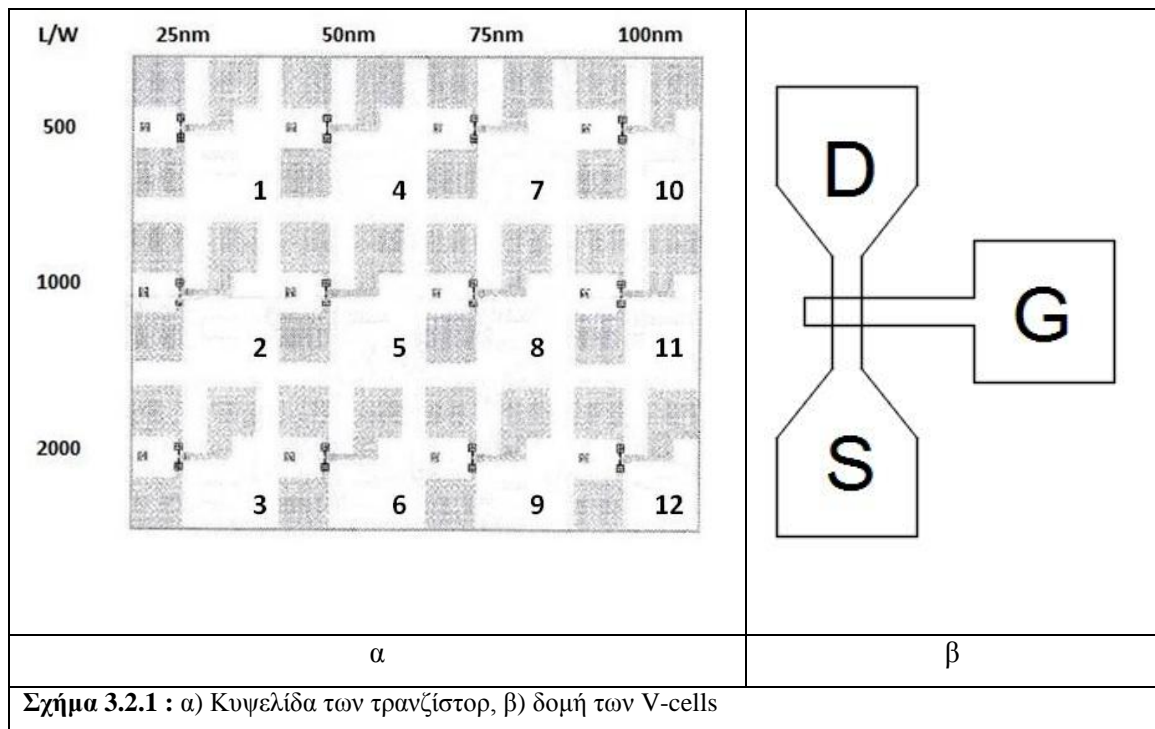 L/W 25nm 50nm 75nm 100nm
500
1 4 7 10
1000
2 5 8 11
2000
3 6 9 12
D
G
S
α β
Σχήμα 3.2.1 : α) Κυψελίδα των τρανζίστορ, β) δομή των V-cells